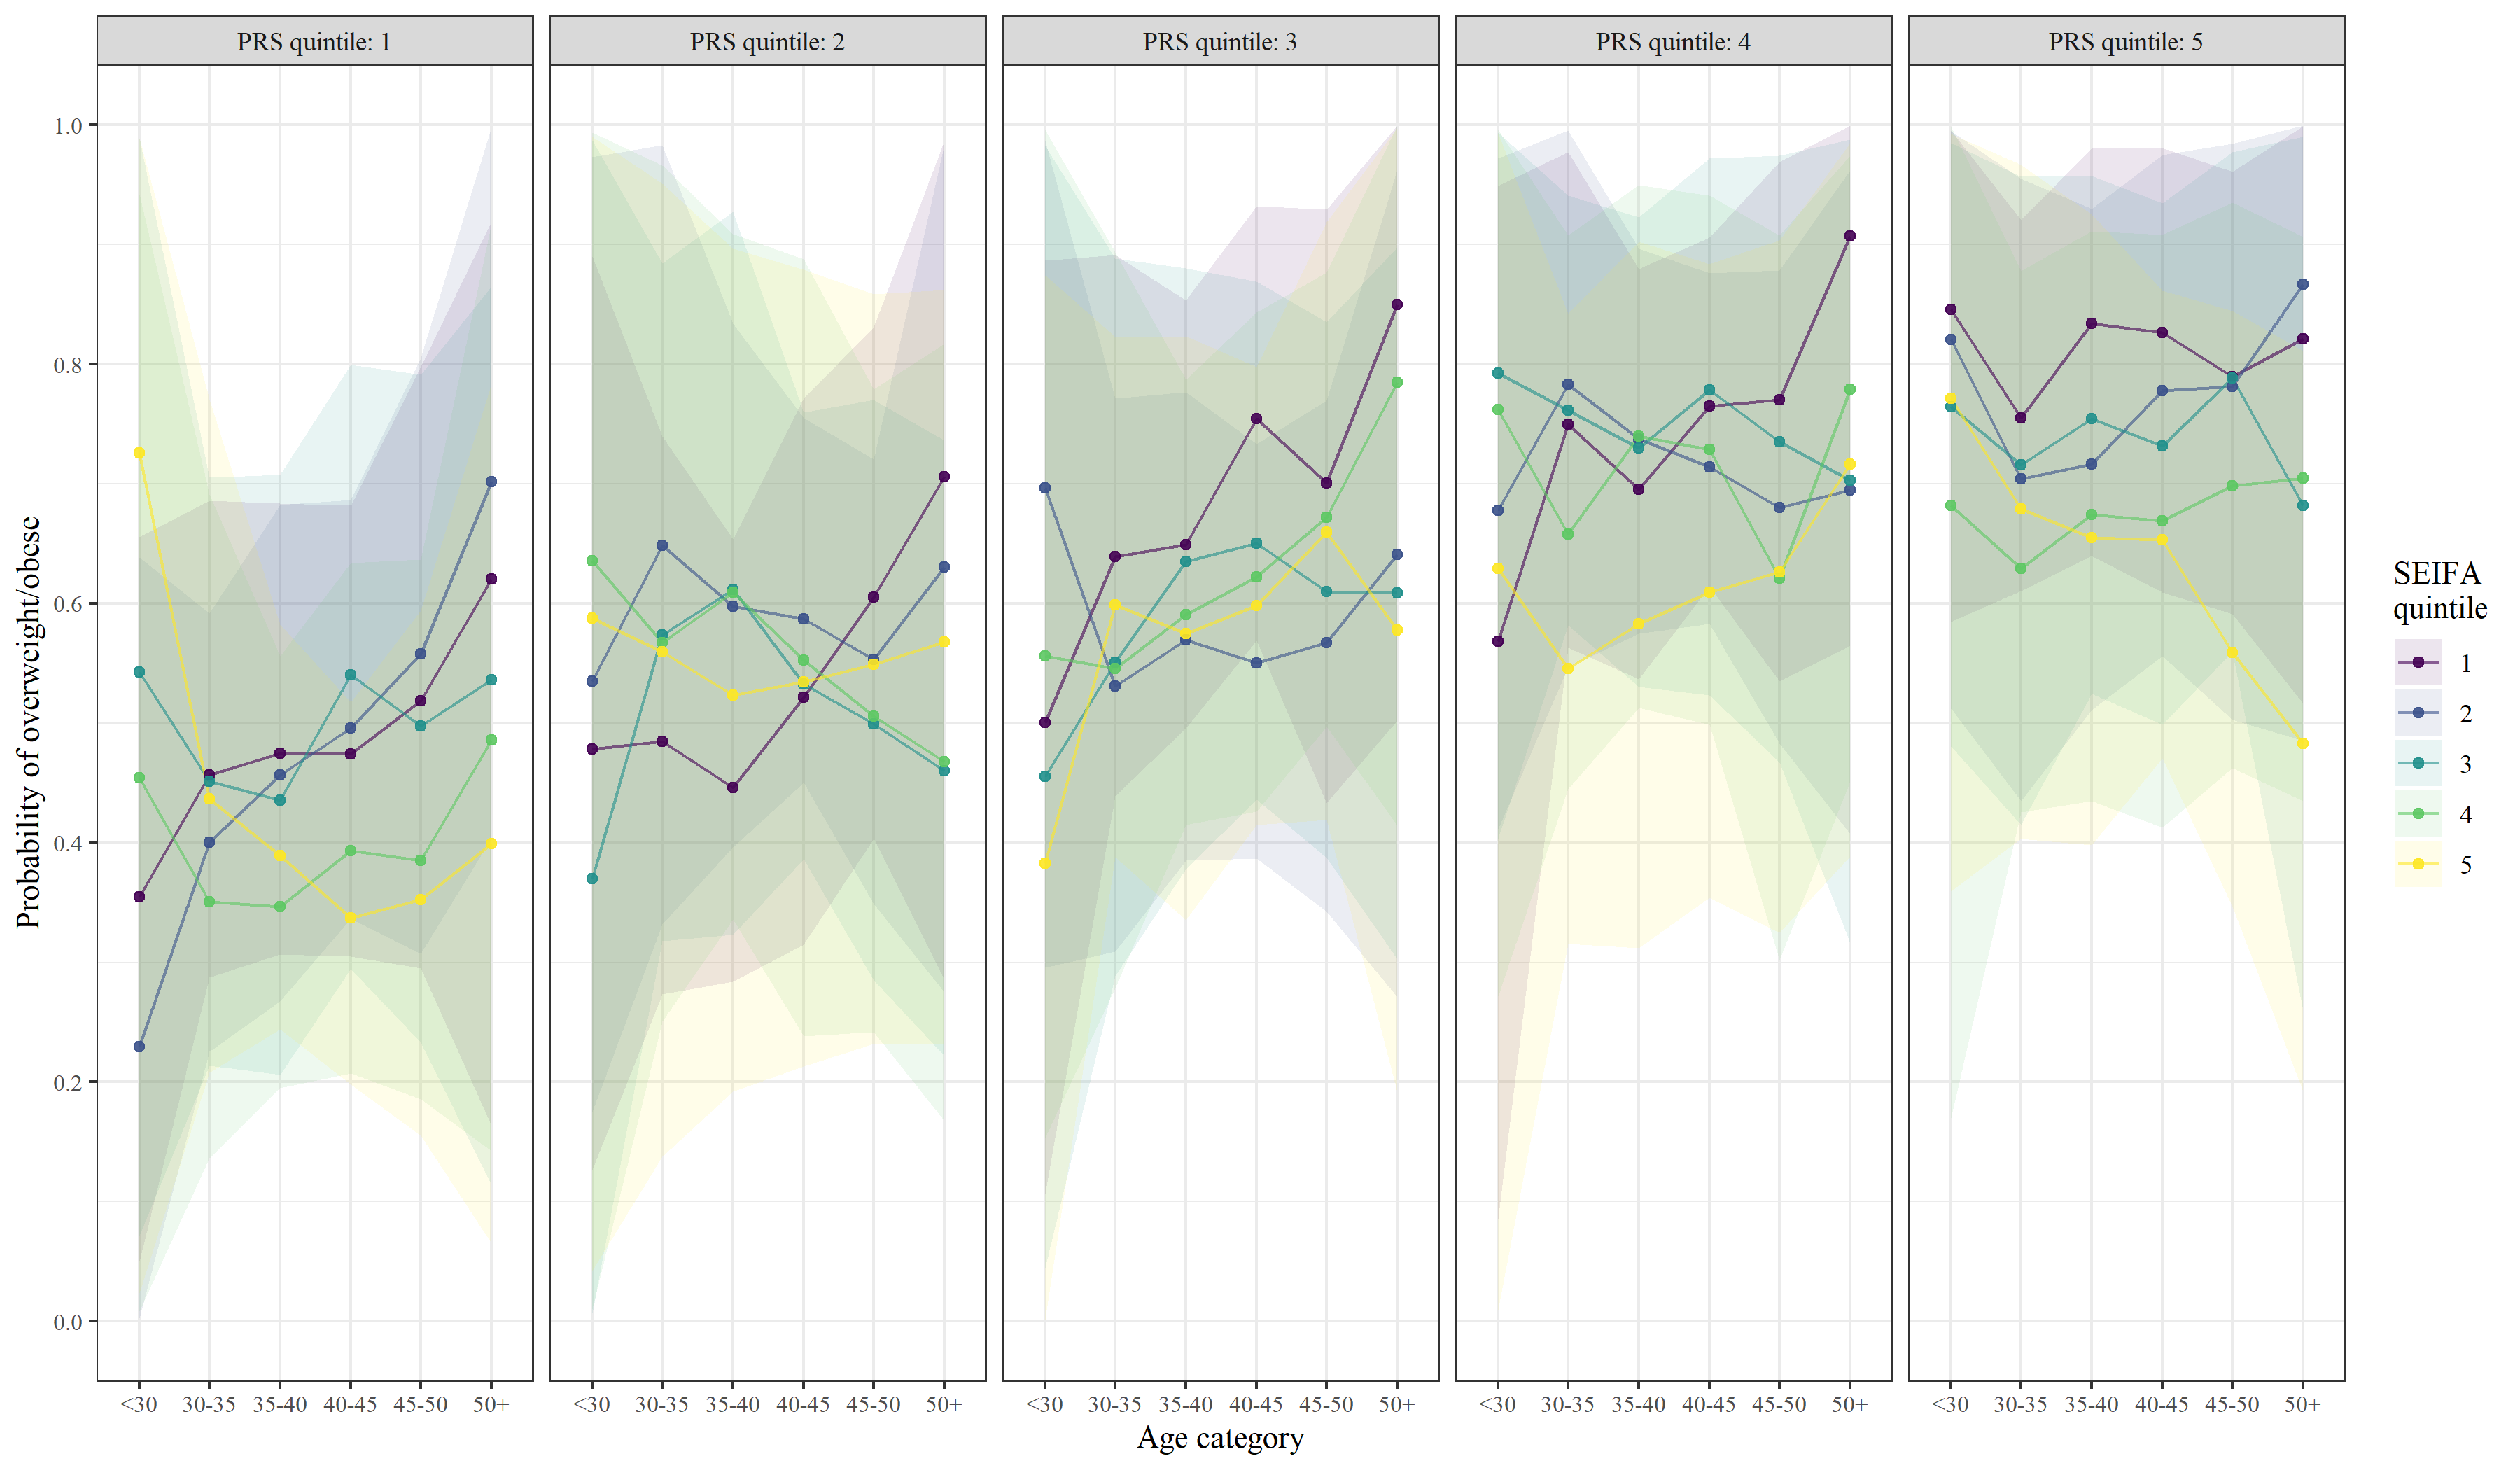 PRS quintile: 1
PRS quintile: 2
PRS quintile: 3
PRS quintile: 4
PRS quintile: 5
Probability of overweight/obese
1.0
0.8
0.6
0.4
0.2
0.0
<30 30-35 35-40 40-45 45-50 50+
<30 30-35 35-40 40-45 45-50 50+
<30 30-35 35-40 40-45 45-50 50+
<30 30-35 35-40 40-45 45-50 50+
<30 30-35 35-40 40-45 45-50 50+
Age category
SEIFA
quintile
1
2
3
4
5